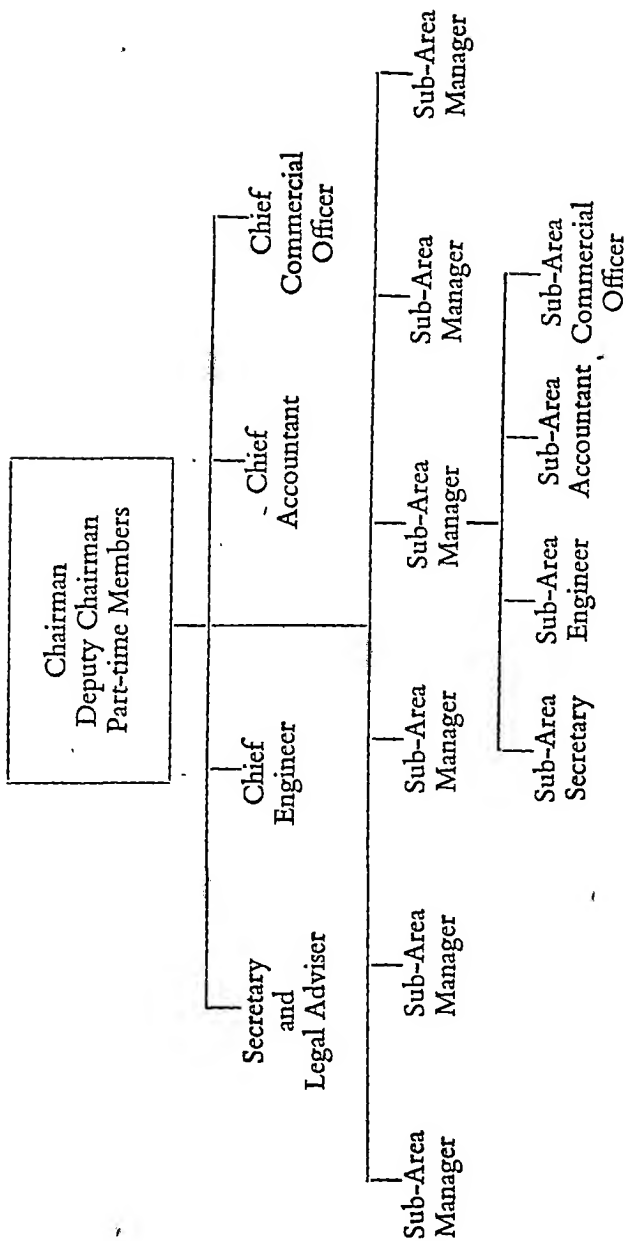 Chairman
Deputy Chairman
Part-time Members
Secretary
and
Legal Adviser
Chief
Engineer
Chief
Accountant
Chief
Commercial
Officer
Sub-Area
Manager
Sub-Area
Manager
Sub-Area
Manager
Sub-Area
Manager
Sub-Area
Manager
Sub-Area
Manager
Sub-Area
Secretary
Sub-Area
Engineer
Sub-Area
Accountant
Sub-Area
Commercial
Officer